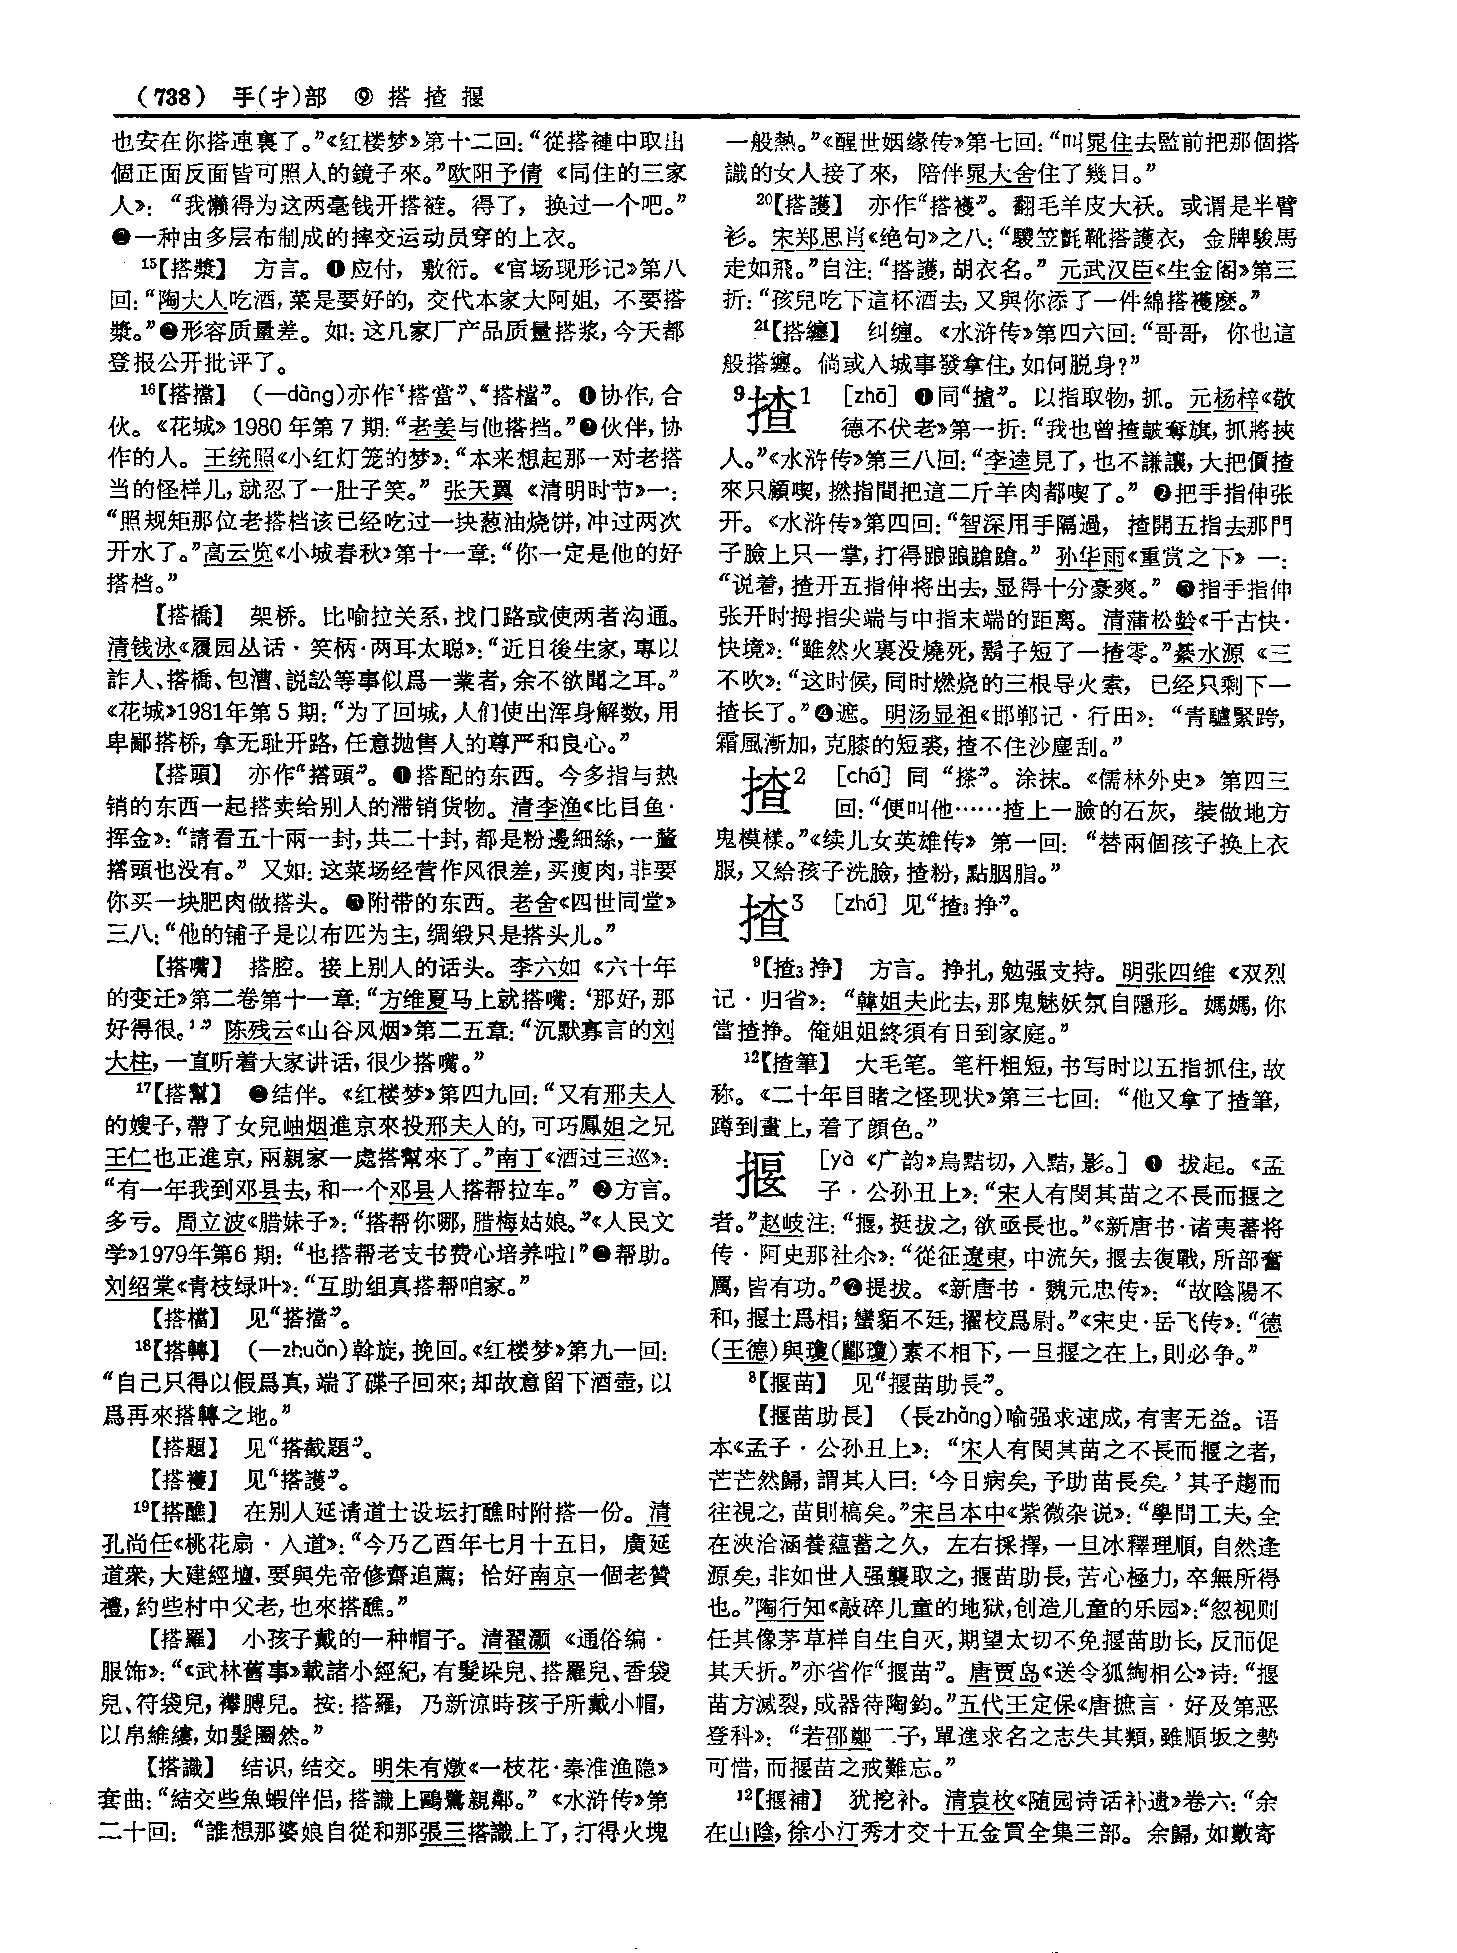 （738） 手(扌)部 ⑨ 搭 揸 揠
也安在你搭連裏了。”《红楼梦》第十二回：“從搭褳中取出
個正面反面皆可照人的鏡子來。”欧阳予倩《同住的三家
人》：“我懒得为这两毫钱开搭裢。得了，换过一个吧。”
❸一种由多层布制成的摔交运动员穿的上衣。
15【搭漿】 方言。❶应付，敷衍。《官场现形记》第八
回：“陶大人吃酒，菜是要好的，交代本家大阿姐，不要搭
漿。”❷形容质量差。如：这几家厂产品质量搭浆，今天都
登报公开批评了。
16【搭擋】 (—dàng)亦作“搭當”、“搭檔”。❶协作，合
伙。《花城》1980年第7期：“老姜与他搭挡。”❷伙伴，协
作的人。王统照《小红灯笼的梦》：“本来想起那一对老搭
当的怪样儿，就忍了一肚子笑。”张天翼《清明时节》一：
“照规矩那位老搭档该已经吃过一块葱油烧饼，冲过两次
开水了。”高云览《小城春秋》第十一章：“你一定是他的好
搭档。”
【搭橋】 架桥。比喻拉关系，找门路或使两者沟通。
清钱泳《履园丛话·笑柄·两耳太聪》：“近日後生家，專以
詐人、搭橋、包漕、説訟等事似爲一業者，余不欲聞之耳。”
《花城》1981年第5期：“为了回城，人们使出浑身解数，用
卑鄙搭桥，拿无耻开路，任意抛售人的尊严和良心。”
【搭頭】 亦作“搭頭”。❶搭配的东西。今多指与热
销的东西一起搭卖给别人的滞销货物。清李渔《比目鱼·
挥金》：“請看五十兩一封，共二十封，都是粉邊細絲，一釐
搭頭也没有。”又如：这菜场经营作风很差，买瘦肉，非要
你买一块肥肉做搭头。❷附带的东西。老舍《四世同堂》
三八：“他的铺子是以布匹为主，绸缎只是搭头儿。”
【搭嘴】 搭腔。接上别人的话头。李六如《六十年
的变迁》第二卷第十一章：“方维夏马上就搭嘴：‘那好，那
好得很。’”陈残云《山谷风烟》第二五章：“沉默寡言的刘
大柱，一直听着大家讲话，很少搭嘴。”
17【搭幫】 ❶结伴。《红楼梦》第四九回：“又有邢夫人
的嫂子，帶了女兒岫烟進京來投邢夫人的，可巧鳳姐之兄
王仁也正進京，兩親家一處搭幫來了。”南丁《酒过三巡》：
“有一年我到邓县去，和一个邓县人搭帮拉车。”❷方言。
多亏。周立波《腊妹子》：“搭帮你哪，腊梅姑娘。”《人民文
学》1979年第6期：“也搭帮老支书费心培养啦！”❸帮助。
刘绍棠《青枝绿叶》：“互助组真搭帮咱家。”
【搭檔】 见“搭擋”。
18【搭轉】 (—zhuǎn)斡旋，挽回。《红楼梦》第九一回：
“自己只得以假爲真，端了碟子回來；却故意留下酒壺，以
爲再來搭轉之地。”
【搭題】 见“搭截題”。
【搭襪】 见“搭護”。
19【搭醮】 在别人延请道士设坛打醮时附搭一份。清
孔尚任《桃花扇·入道》：“今乃乙酉年七月十五日，廣延
道衆，大建經壇，要與先帝修齋追薦；恰好南京一個老贊
禮，約些村中父老，也來搭醮。”
【搭羅】 小孩子戴的一种帽子。清翟灏《通俗编·
服饰》：“《武林舊事》載諸小經紀，有髮垜兒、搭羅兒、香袋
兒、符袋兒，襻膊兒。按：搭羅，乃新涼時孩子所戴小帽，
以帛維縷，如髮圈然。”
【搭識】 结识，结交。明朱有燉《一枝花·秦淮渔隐》
套曲：“結交些魚蝦伴侣，搭識上鷗鷺親鄰。”《水浒传》第
二十回：“誰想那婆娘自從和那張三搭識上了，打得火塊
一般熱。”《醒世姻缘传》第七回：“叫晁住去監前把那個搭
識的女人接了來，陪伴晁大舍住了幾日。”
20【搭護】 亦作“搭襪”。翻毛羊皮大袄。或谓是半臂
衫。宋郑思肖《绝句》之八：“騣笠氈靴搭護衣，金牌駿馬
走如飛。”自注：“搭護，胡衣名。”元武汉臣《生金阁》第三
折：“孩兒吃下這杯酒去，又與你添了一件綿搭襪麽。”
21【搭纏】 纠缠。《水浒传》第四六回：“哥哥，你也這
般搭纏。倘或入城事發拿住，如何脱身？”
9揸1 ［zhā］❶同“摣”。以指取物，抓。元杨梓《敬
德不伏老》第一折：“我也曾揸鼓奪旗，抓將挾
人。”《水浒传》第三八回：“李逵見了，也不謙讓，大把價揸
來只顧喫，撚指間把這二斤羊肉都喫了。”❷把手指伸张
开。《水浒传》第四回：“智深用手隔過，揸開五指去那門
子臉上只一掌，打得踉踉蹌蹌。”孙华雨《重赏之下》一：
“说着，揸开五指伸将出去，显得十分豪爽。”❸指手指伸
张开时拇指尖端与中指末端的距离。清蒲松龄《千古快·
快境》：“雖然火裏没燒死，鬍子短了一揸零。”綦水源《三
不吹》：“这时候，同时燃烧的三根导火索，已经只剩下一
揸长了。”❹遮。明汤显祖《邯郸记·行田》：“青驢緊跨，
霜風漸加，克膝的短裘，揸不住沙塵刮。”
揸2 ［chá］同“搽”。涂抹。《儒林外史》第四三
回：“便叫他……揸上一臉的石灰，裝做地方
鬼模樣。”《续儿女英雄传》第一回：“替兩個孩子换上衣
服，又給孩子洗臉，揸粉，點胭脂。”
揸3 ［zhá］见“揸3挣”。
9【揸3挣】 方言。挣扎，勉强支持。明张四维《双烈
记·归省》：“韓姐夫此去，那鬼魅妖氛自隱形。媽媽，你
當揸挣。俺姐姐終須有日到家庭。”
12【揸筆】 大毛笔。笔杆粗短，书写时以五指抓住，故
称。《二十年目睹之怪现状》第三七回：“他又拿了揸筆，
蹲到畫上，着了顔色。”
揠 ［yà《广韵》烏黠切，入黠，影。］❶拔起。《孟
子·公孙丑上》：“宋人有閔其苗之不長而揠之
者。”赵岐注：“揠，挺拔之，欲亟長也。”《新唐书·诸夷蕃将
传·阿史那社尒》：“從征遼東，中流矢，揠去復戰，所部奮
厲，皆有功。”❷提拔。《新唐书·魏元忠传》：“故陰陽不
和，揠士爲相；蠻貊不廷，擢校爲尉。”《宋史·岳飞传》：“德
(王德)與瓊(酈瓊)素不相下，一旦揠之在上，則必争。”
8【揠苗】 见“揠苗助長”。
【揠苗助長】 (長zhǎng)喻强求速成，有害无益。语
本《孟子·公孙丑上》：“宋人有閔其苗之不長而揠之者，
芒芒然歸，謂其人曰：‘今日病矣，予助苗長矣。’其子趨而
往視之，苗則槁矣。”宋吕本中《紫微杂说》：“學問工夫，全
在浹洽涵養蘊蓄之久，左右採擇，一旦冰釋理順，自然逢
源矣，非如世人强襲取之，揠苗助長，苦心極力，卒無所得
也。”陶行知《敲碎儿童的地狱，创造儿童的乐园》：“忽视则
任其像茅草样自生自灭，期望太切不免揠苗助长，反而促
其夭折。”亦省作“揠苗”。唐贾岛《送令狐绹相公》诗：“揠
苗方滅裂，成器待陶鈞。”五代王定保《唐摭言·好及第恶
登科》：“若邵鄭二子，單進求名之志失其類，雖順坂之勢
可惜，而揠苗之戒難忘。”
12【揠補】 犹挖补。清袁枚《随园诗话补遗》卷六：“余
在山陰，徐小汀秀才交十五金買全集三部。余歸，如數寄